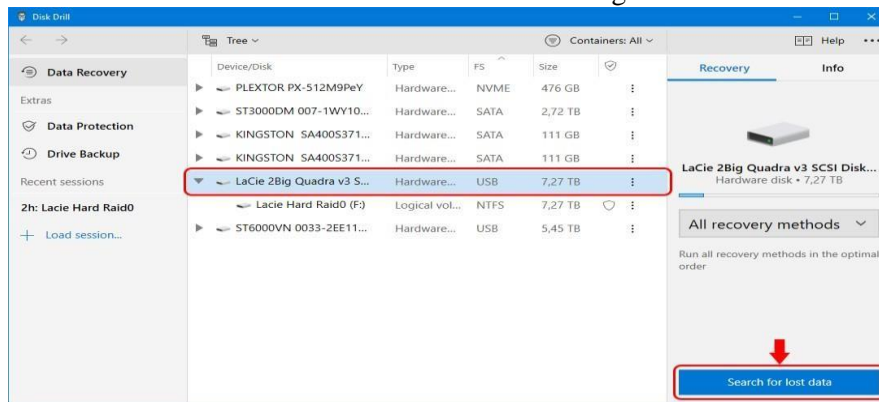 Disk Drill
Tree
Containers: All
Help
Data Recovery
Extras
Data Protection
Drive Backup
Recent sessions
2h: Lacie Hard Raid0
Load session...
Device/Disk Type FS Size
PLEXTOR PX-512M9PeY Hardware... NVME 476 GB
ST3000DM 007-1WY10... Hardware... SATA 2,72 TB
KINGSTON SA400S371... Hardware... SATA 111 GB
KINGSTON SA400S371... Hardware... SATA 111 GB
LaCie 2Big Quadra v3 S... Hardware... USB 7,27 TB
Lacie Hard Raid0 (F:) Logical vol... NTFS 7,27 TB
ST6000VN 0033-2EE11... Hardware... USB 5,45 TB
Recovery Info
LaCie 2Big Quadra v3 SCSI Disk...
Hardware disk • 7,27 TB
All recovery methods
Run all recovery methods in the optimal
order
Search for lost data